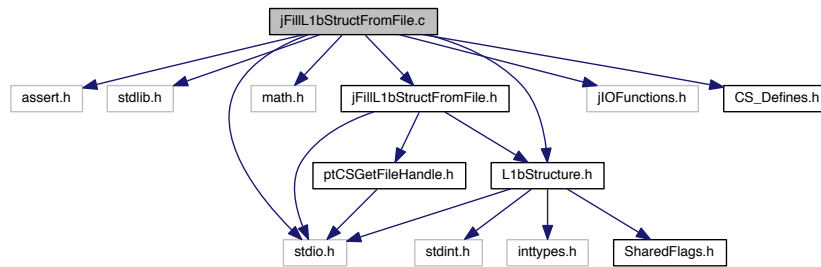 jFillL1bStructFromFile.c
assert.h
stdlib.h
math.h
jFillL1bStructFromFile.h
jIOFunctions.h
CS_Defines.h
ptCSGetFileHandle.h
L1bStructure.h
stdio.h
stdint.h
inttypes.h
SharedFlags.h